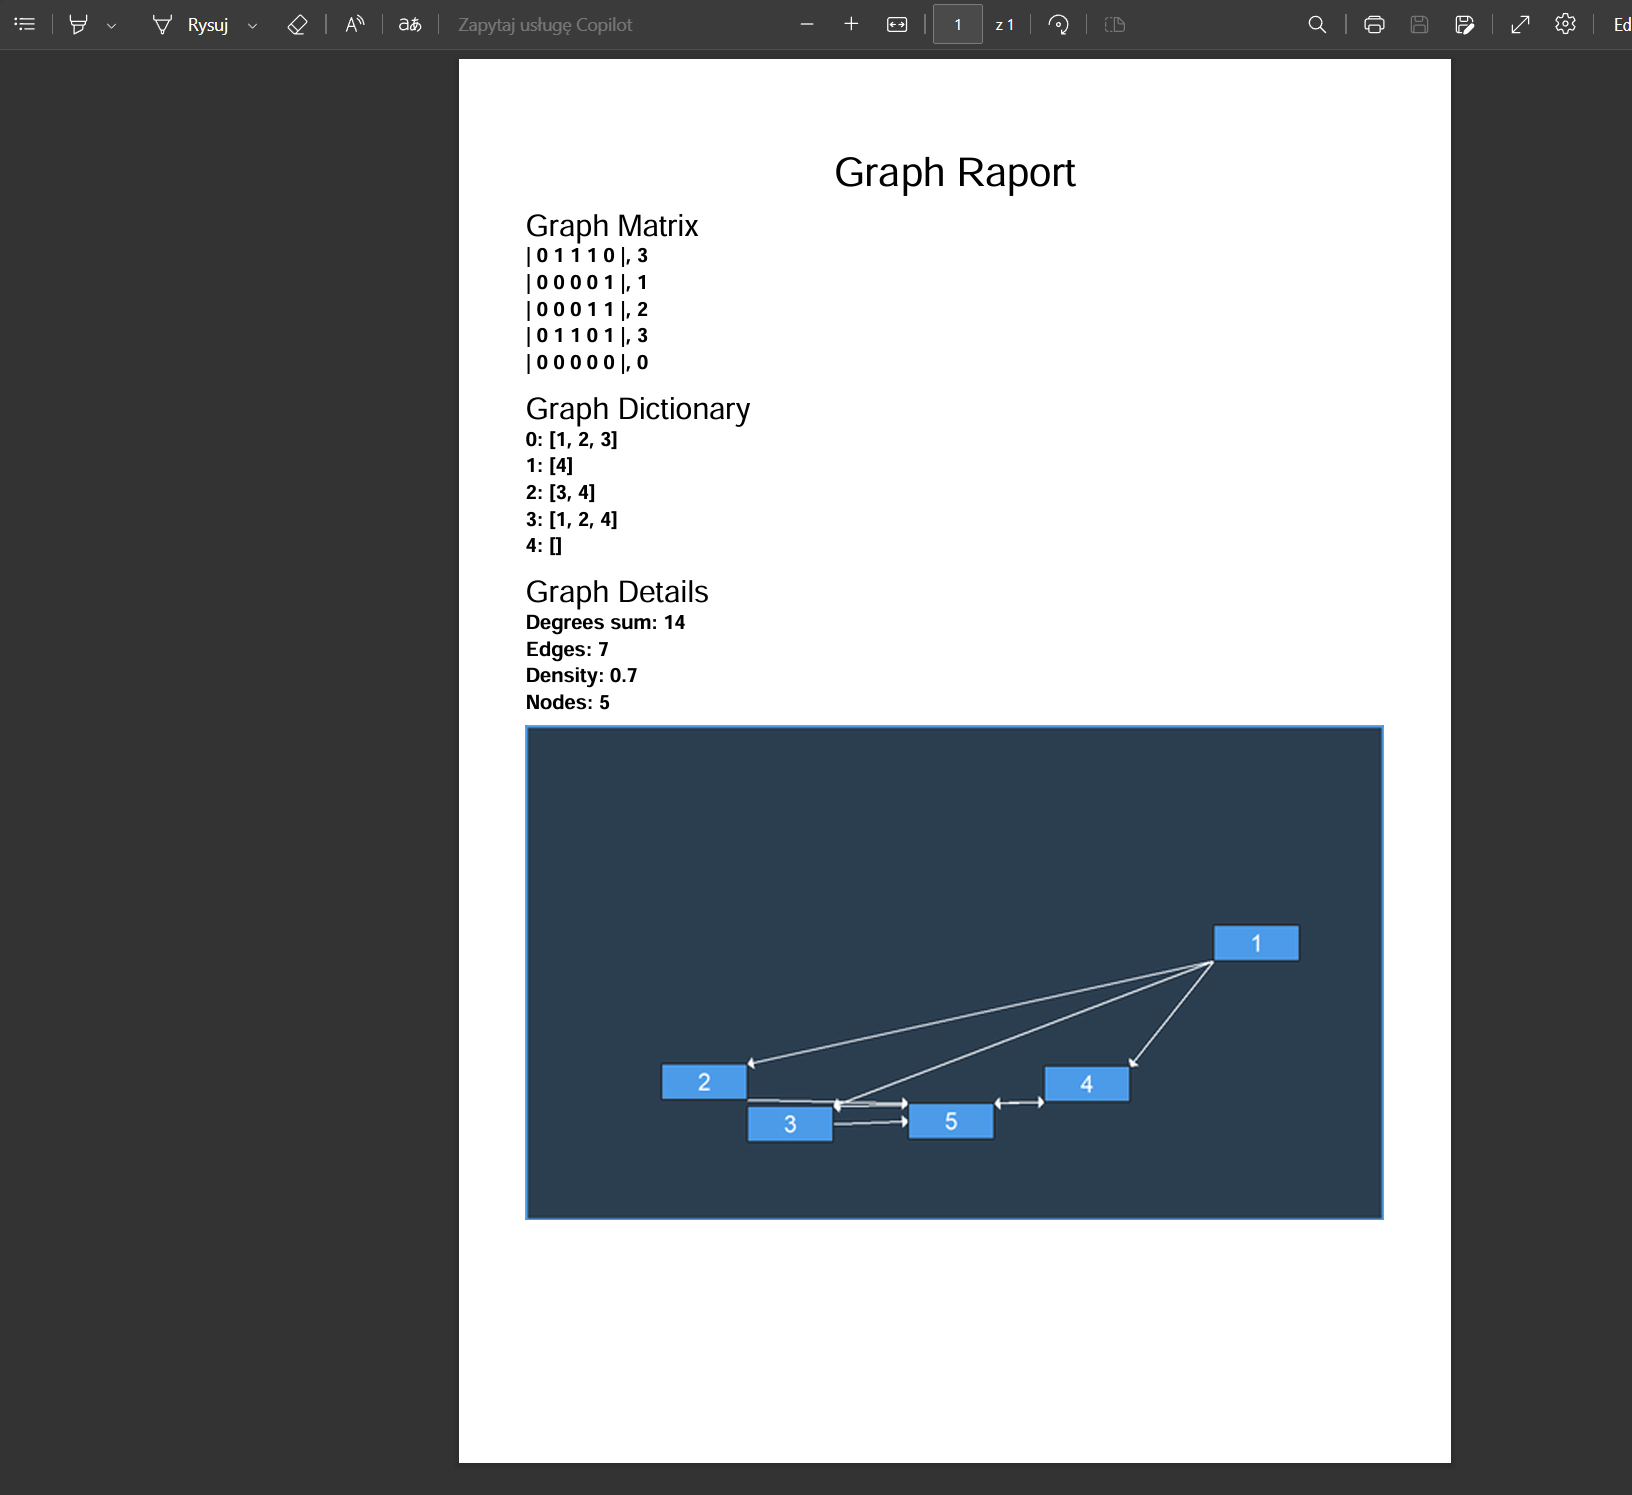 Rysuj
Zapytaj usługę Copilot
1 z 1
Graph Raport
Graph Matrix
| 0 1 1 1 0 |, 3
| 0 0 0 0 1 |, 1
| 0 0 0 1 1 |, 2
| 0 1 1 0 1 |, 3
| 0 0 0 0 0 |, 0
Graph Dictionary
0: [1, 2, 3]
1: [4]
2: [3, 4]
3: [1, 2, 4]
4: []
Graph Details
Degrees sum: 14
Edges: 7
Density: 0.7
Nodes: 5
1
2
4
3
5